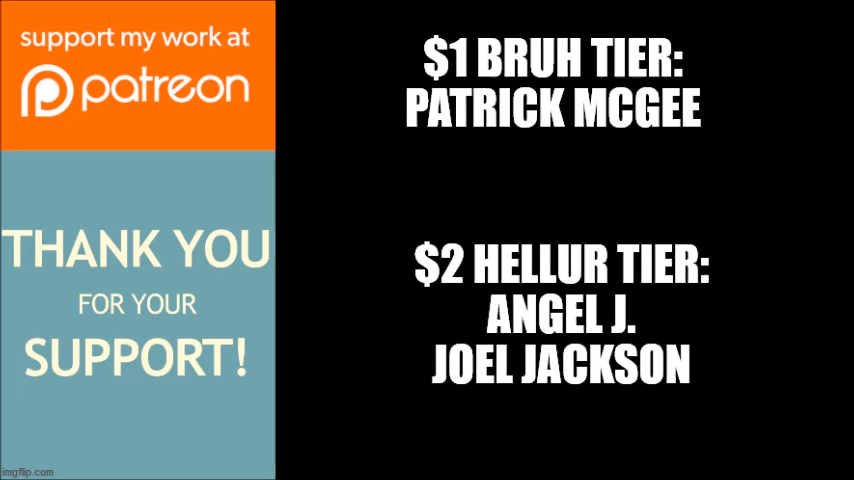 support my work at
patreon
THANK YOU
FOR YOUR
SUPPORT!
imgflip.com
$1 BRUH TIER:
PATRICK MCGEE
$2 HELLUR TIER:
ANGEL J.
JOEL JACKSON